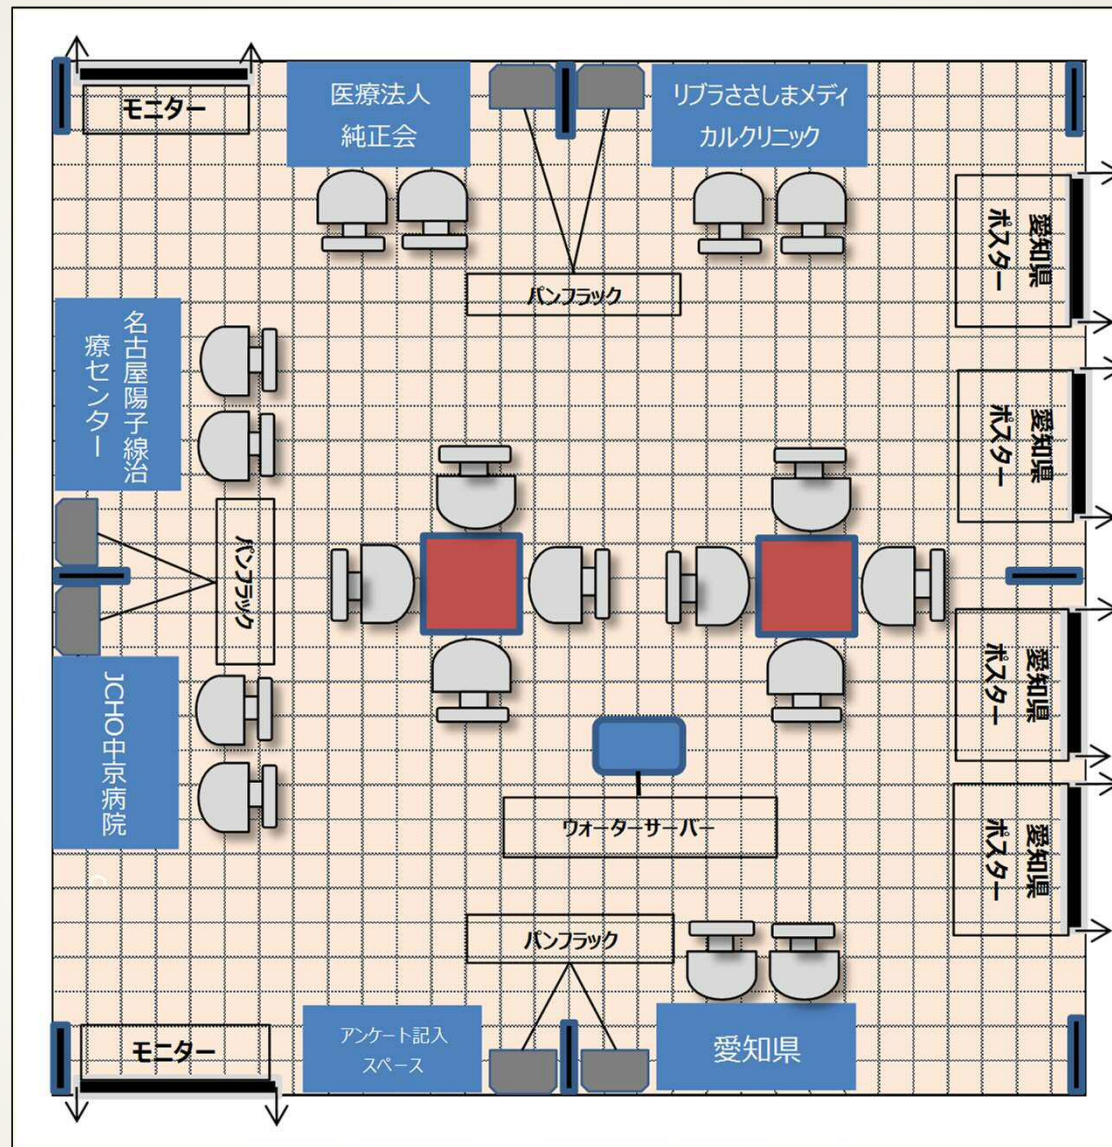 モニター
医療法人
純正会
リブラささしまメディ
カルクリニック
愛知県
ポスター
パンフラック
名古屋陽子線治
療センター
愛知県
ポスター
パンフラック
愛知県
ポスター
JCHO中京病院
ウォーターサーバー
愛知県
ポスター
パンフラック
モニター
アンケート記入
スペース
愛知県